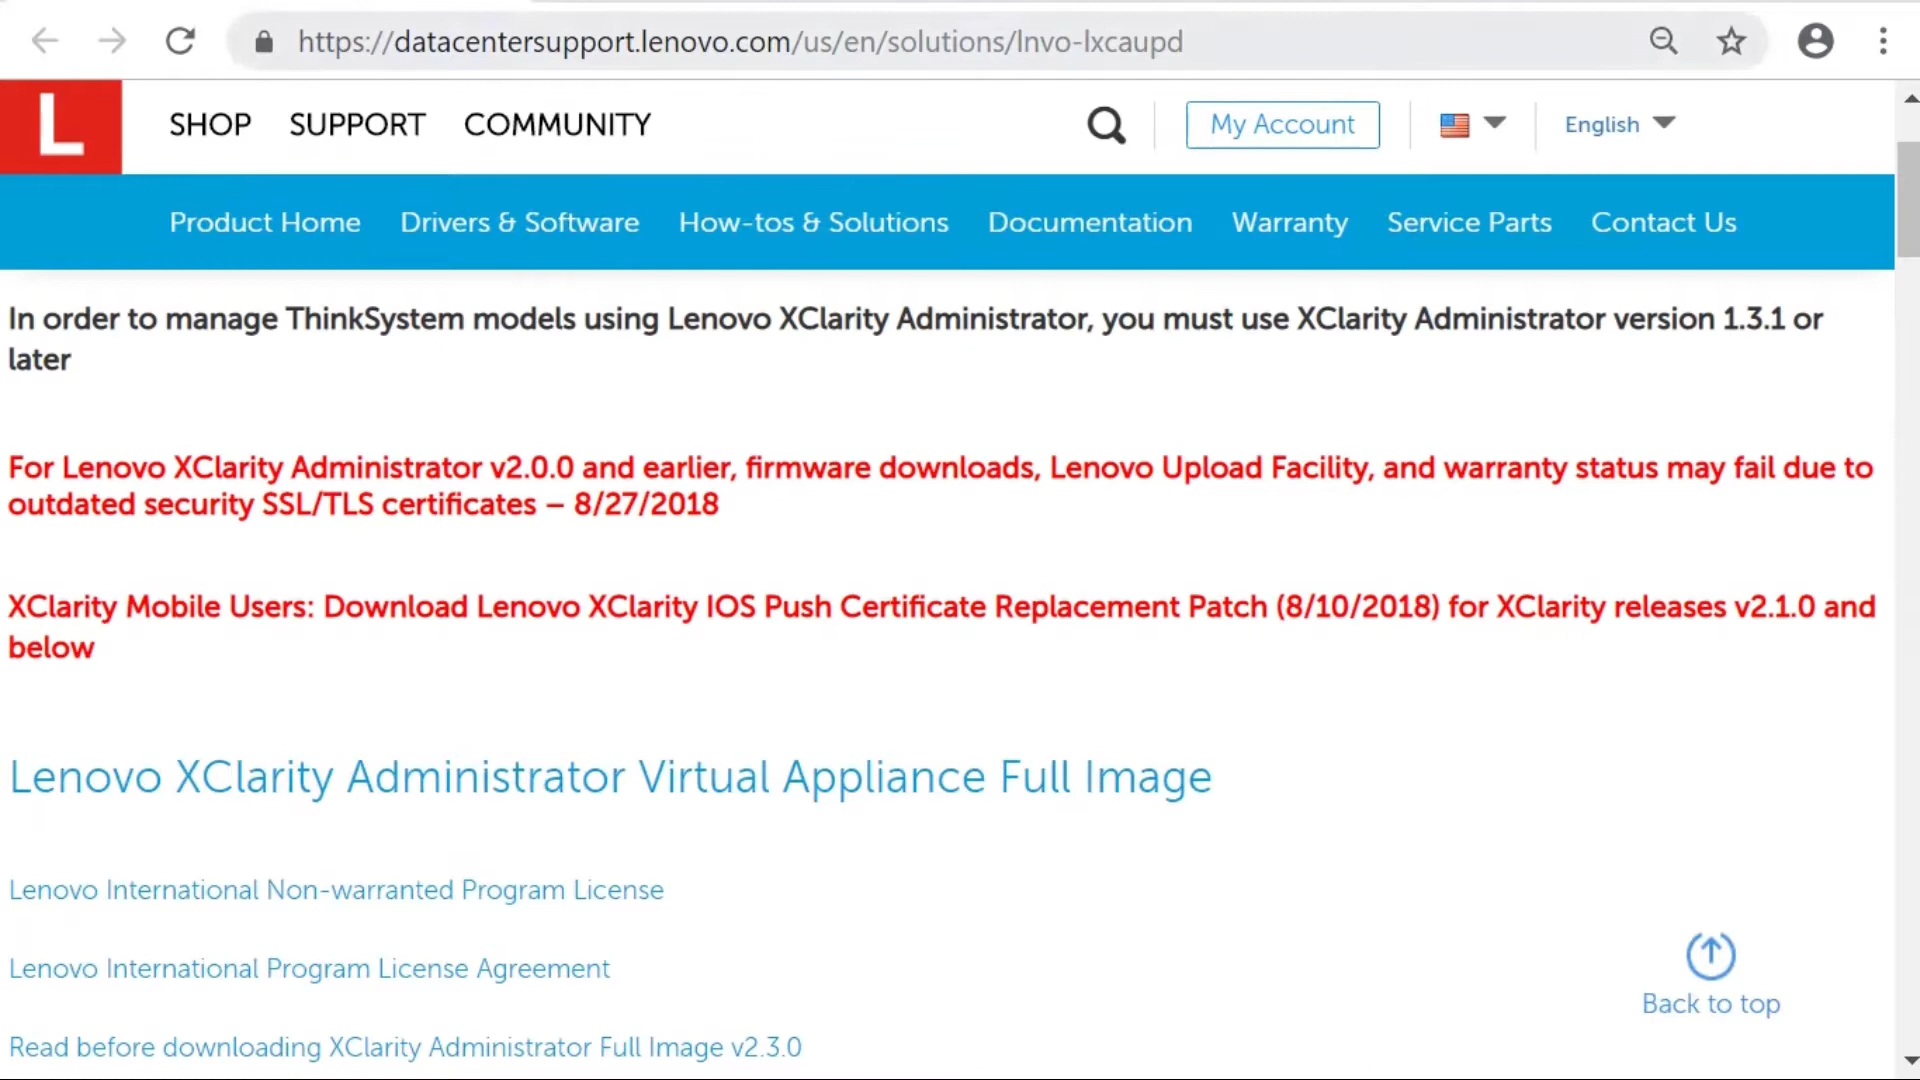 https://datacentersupport.lenovo.com/us/en/solutions/lnvo-lxcaupd
L SHOP SUPPORT COMMUNITY My Account English
Product Home Drivers & Software How-tos & Solutions Documentation Warranty Service Parts Contact Us
In order to manage ThinkSystem models using Lenovo XClarity Administrator, you must use XClarity Administrator version 1.3.1 or
later
For Lenovo XClarity Administrator v2.0.0 and earlier, firmware downloads, Lenovo Upload Facility, and warranty status may fail due to
outdated security SSL/TLS certificates – 8/27/2018
XClarity Mobile Users: Download Lenovo XClarity IOS Push Certificate Replacement Patch (8/10/2018) for XClarity releases v2.1.0 and
below
Lenovo XClarity Administrator Virtual Appliance Full Image
Lenovo International Non-warranted Program License
Lenovo International Program License Agreement
Back to top
Read before downloading XClarity Administrator Full Image v2.3.0